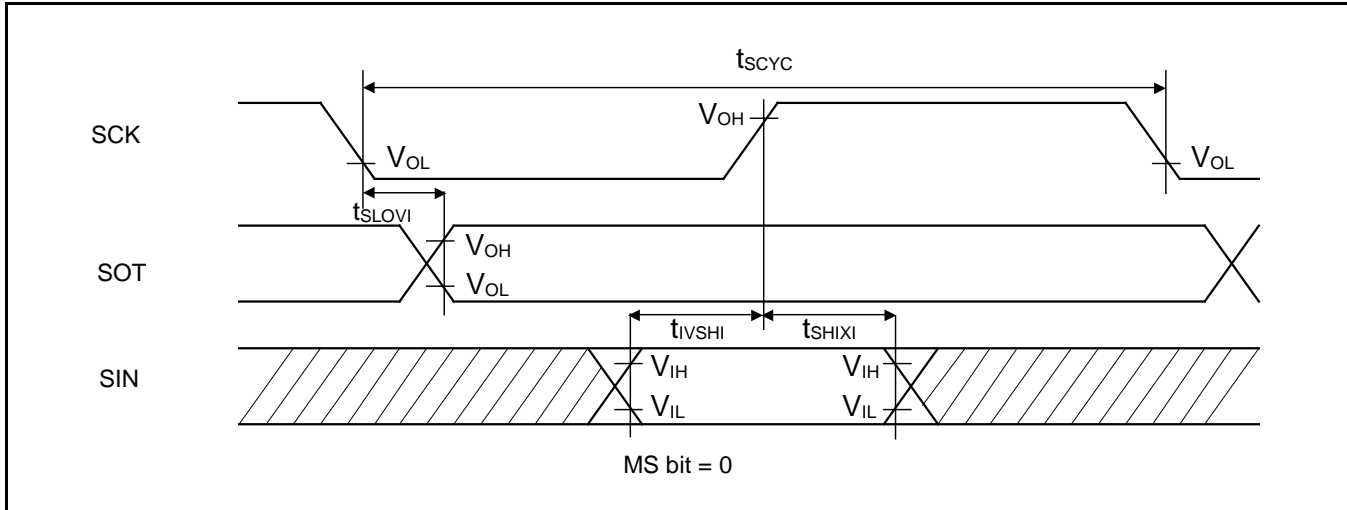 tSCYC
SCK
VOH
VOL
VOL
tSLOVI
SOT
VOH
VOL
tIVSHI
tSHIXI
SIN
VIH
VIH
VIL
VIL
MS bit = 0